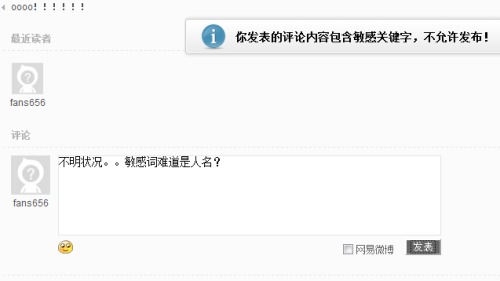 oooo！！！！！！
最近读者
你发表的评论内容包含敏感关键字，不允许发布！
fans656
评论
不明状况。。敏感词难道是人名？
fans656
网易微博 发表